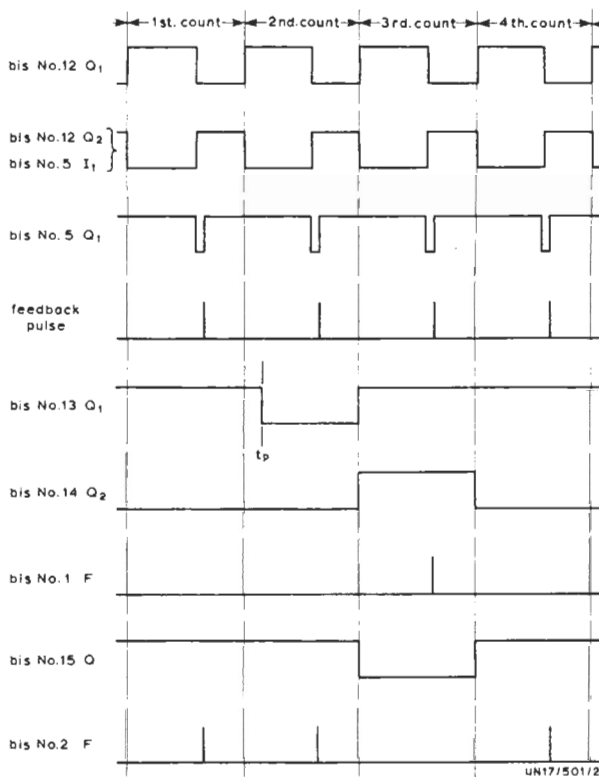 1st. count 2nd. count 3rd. count 4th. count
bis No.12 Q₁
bis No.12 Q₂
bis No.5 I₁
bis No. 5 Q₁
feedback
pulse
bis No.13 Q₁
tp
bis No.14 Q₂
bis No. 1 F
bis No.15 Q
bis No.2 F
UN17/501/2